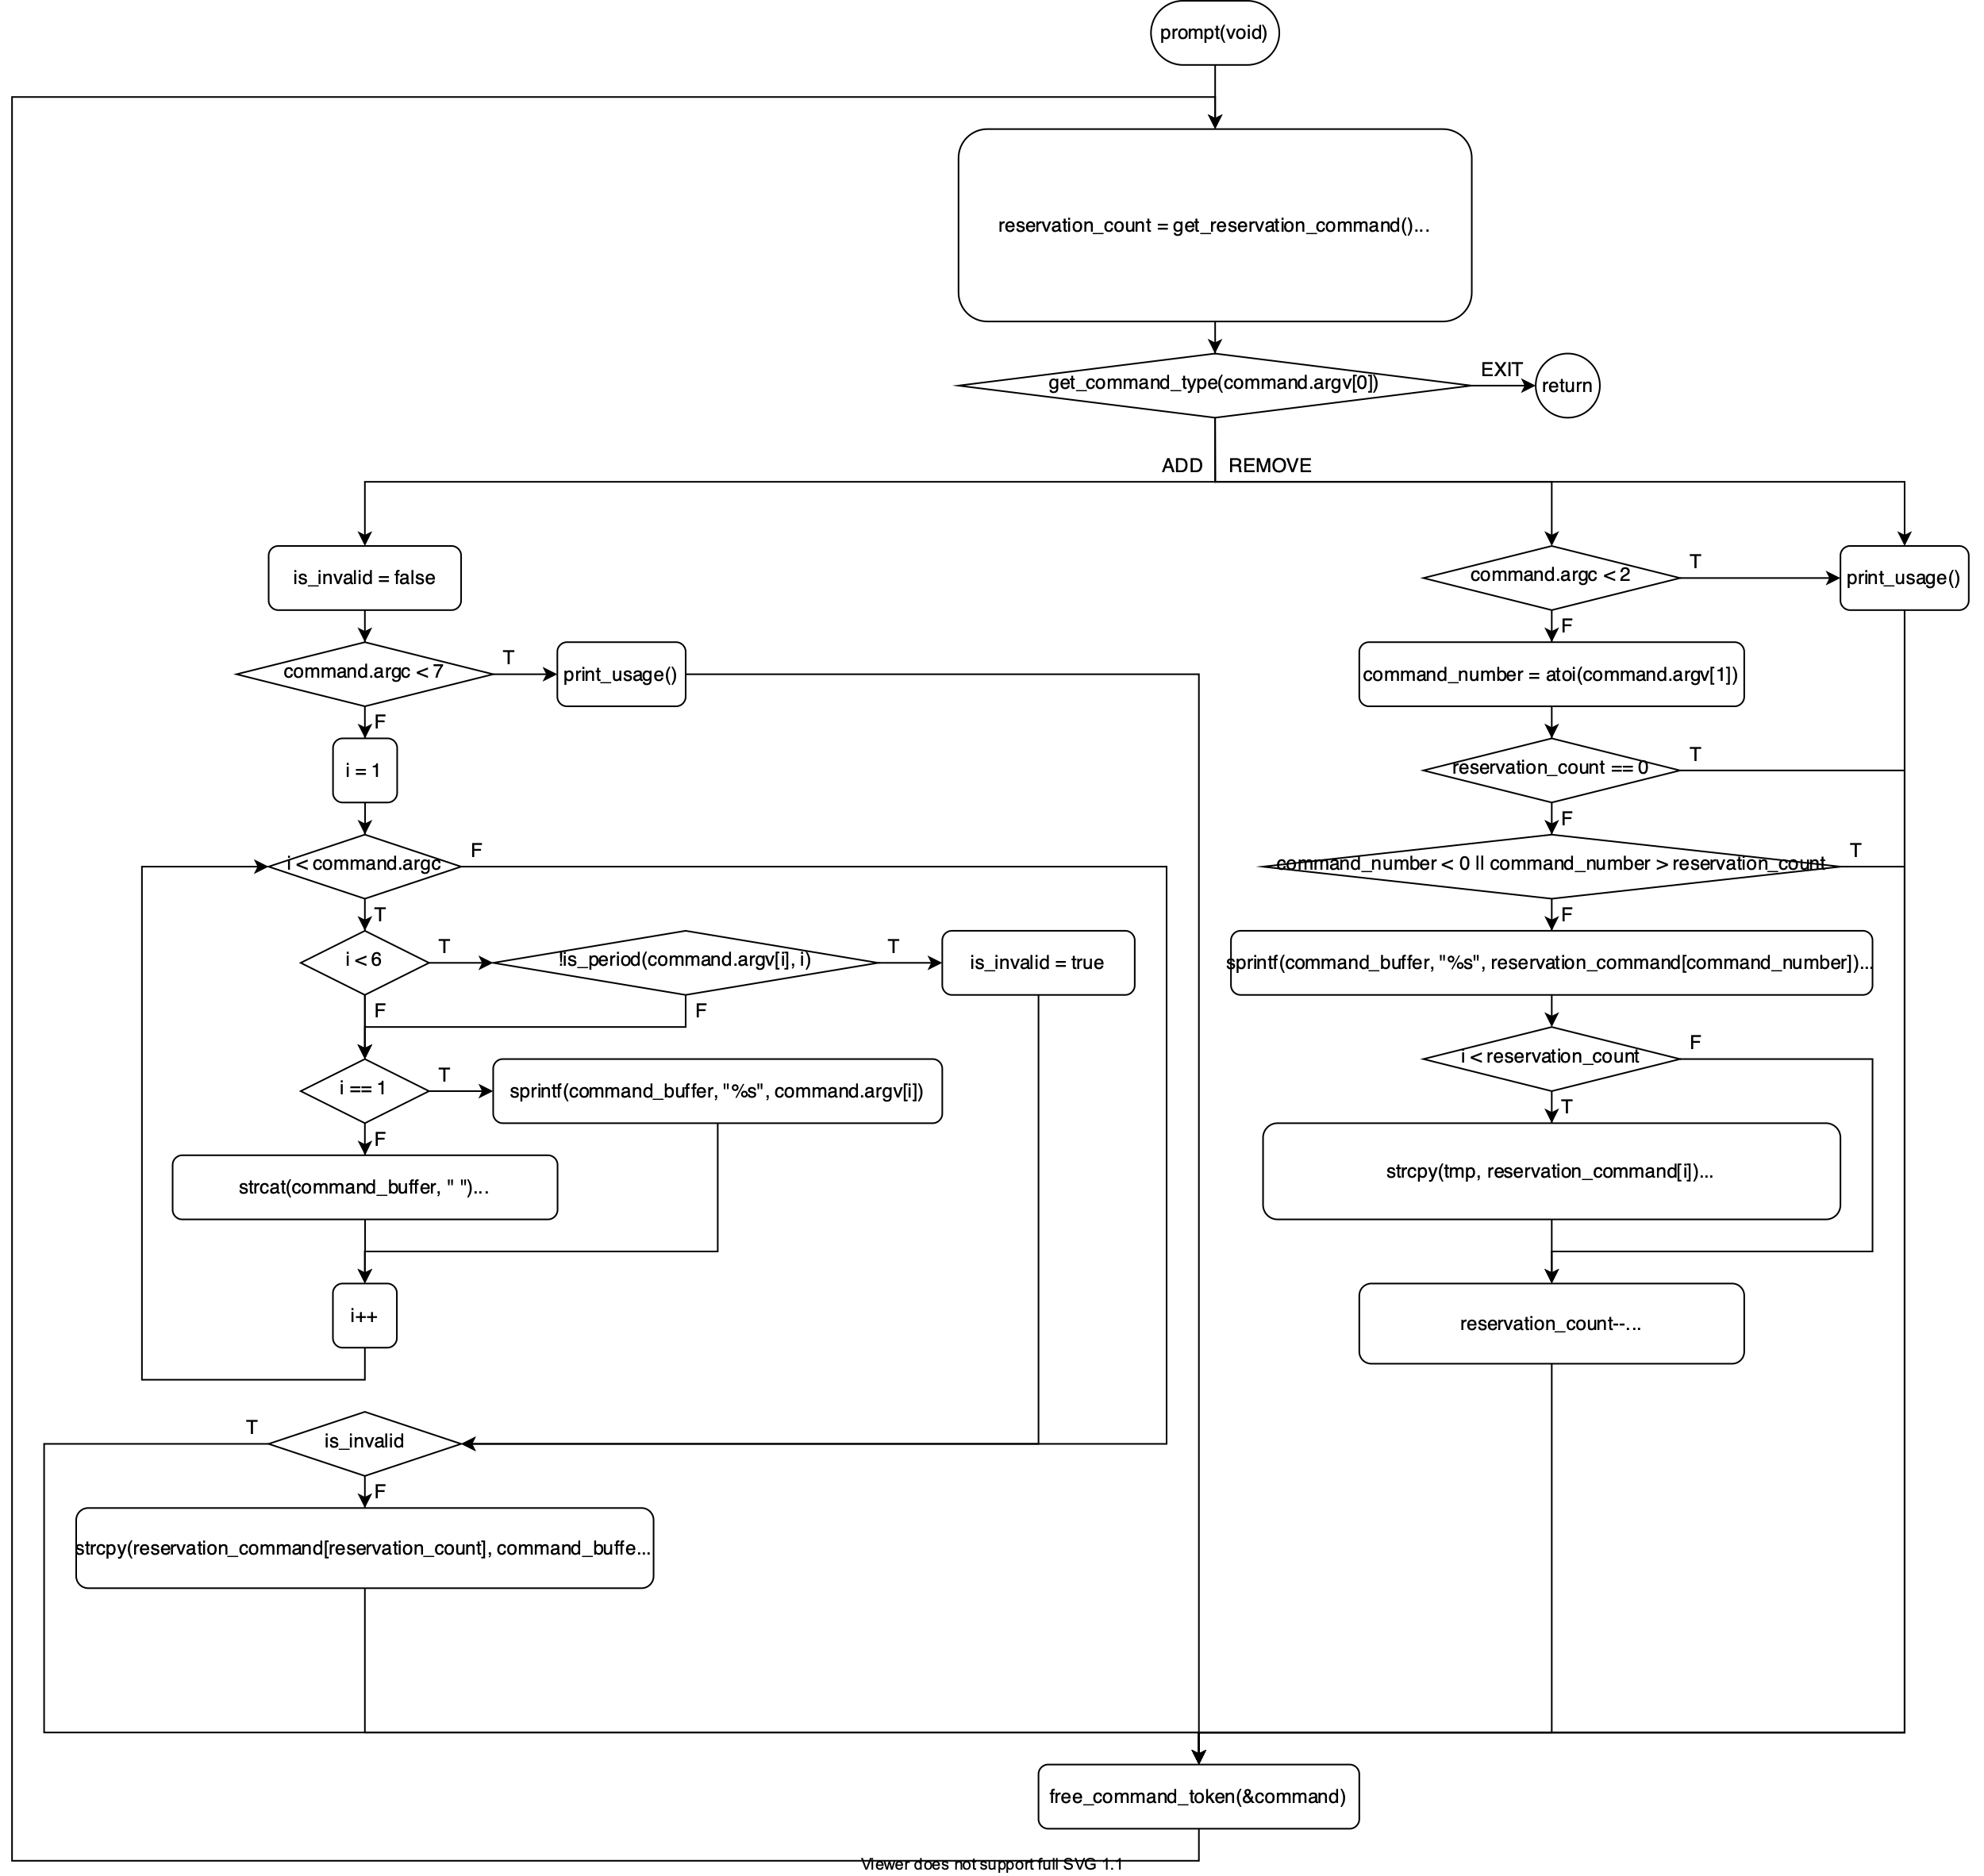 prompt(void)
reservation_count = get_reservation_command()...
get_command_type(command.argv[0])
EXIT
return
ADD
REMOVE
is_invalid = false
command.argc < 7
T
print_usage()
F
i = 1
i < command.argc
F
T
i < 6
T
!is_period(command.argv[i], i)
T
is_invalid = true
F
F
i == 1
T
sprintf(command_buffer, "%s", command.argv[i])
F
strcat(command_buffer, " ")...
i++
T
is_invalid
F
strcpy(reservation_command[reservation_count], command_buffe...
command.argc < 2
T
print_usage()
F
command_number = atoi(command.argv[1])
reservation_count == 0
T
F
command_number < 0 || command_number > reservation_count
T
F
sprintf(command_buffer, "%s", reservation_command[command_number])...
i < reservation_count
F
T
strcpy(tmp, reservation_command[i])...
reservation_count--...
free_command_token(&command)
Viewer does not support full SVG 1.1